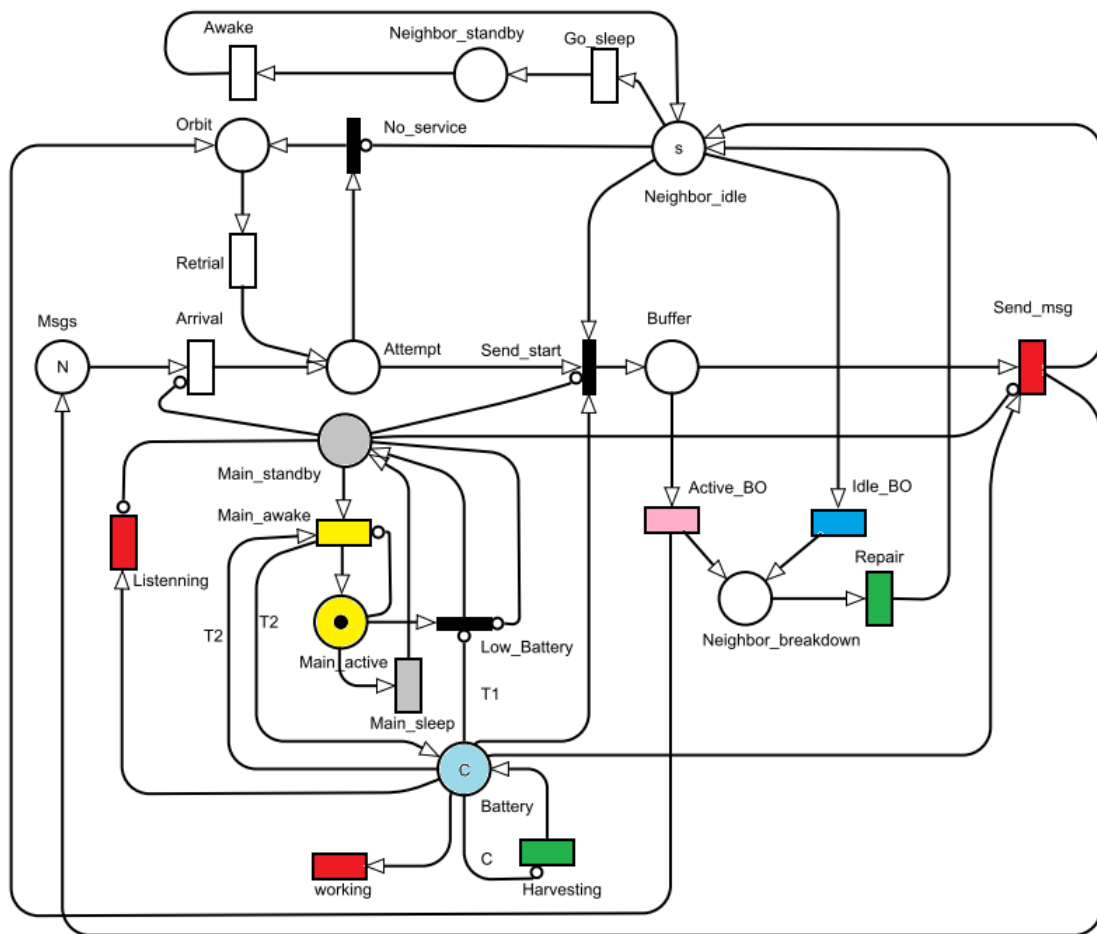 Awake
Neighbor_standby
Go_sleep
Orbit
No_service
s
Neighbor_idle
Retrial
Msgs
Arrival
Attempt
Send_start
Buffer
Send_msg
N
Main_standby
Main_awake
Active_BO
Idle_BO
Listenning
Repair
T2
T2
Main_active
Low_Battery
Neighbor_breakdown
T1
Main_sleep
C
Battery
C
working
Harvesting